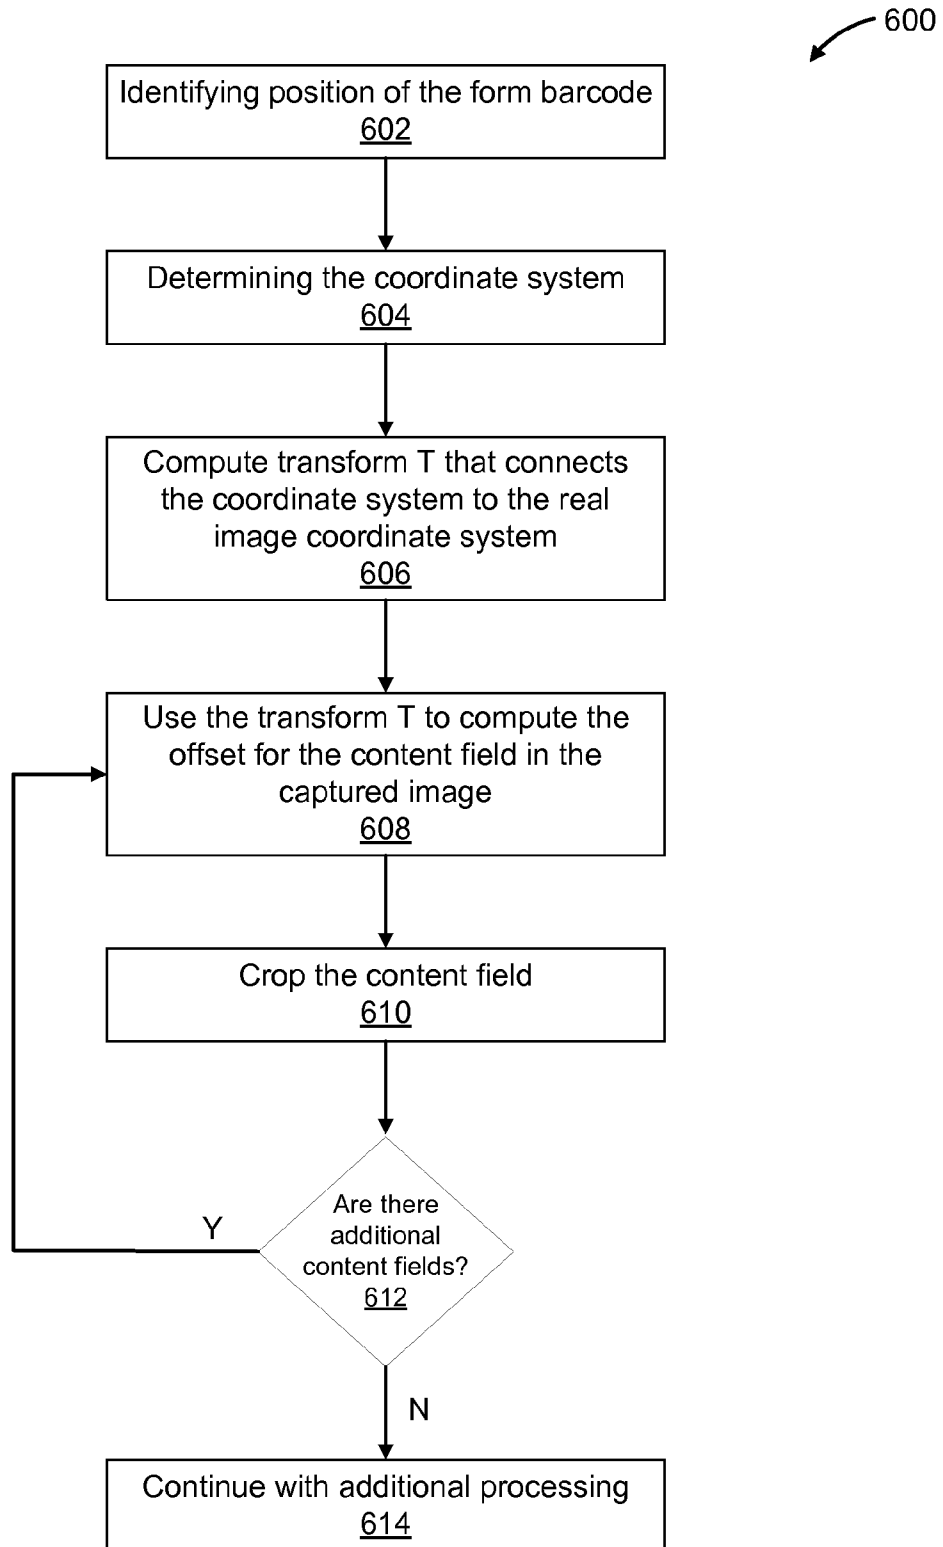 600
Identifying position of the form barcode
602
Determining the coordinate system
604
Compute transform T that connects
the coordinate system to the real
image coordinate system
606
Use the transform T to compute the
offset for the content field in the
captured image
608
Crop the content field
610
Are there
additional
content fields?
612
Y
N
Continue with additional processing
614